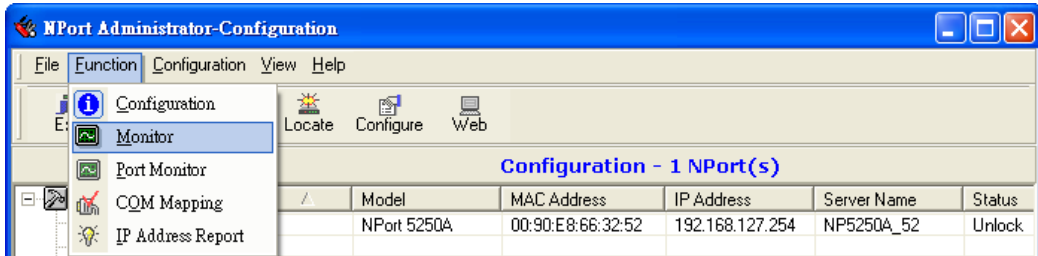 NPort Administrator-Configuration
File Function Configuration View Help
Configuration
Monitor
Port Monitor
COM Mapping
IP Address Report
Locate Configure Web
Configuration - 1 NPort(s)
Model MAC Address IP Address Server Name Status
NPort 5250A 00:90:E8:66:32:52 192.168.127.254 NP5250A_52 Unlock